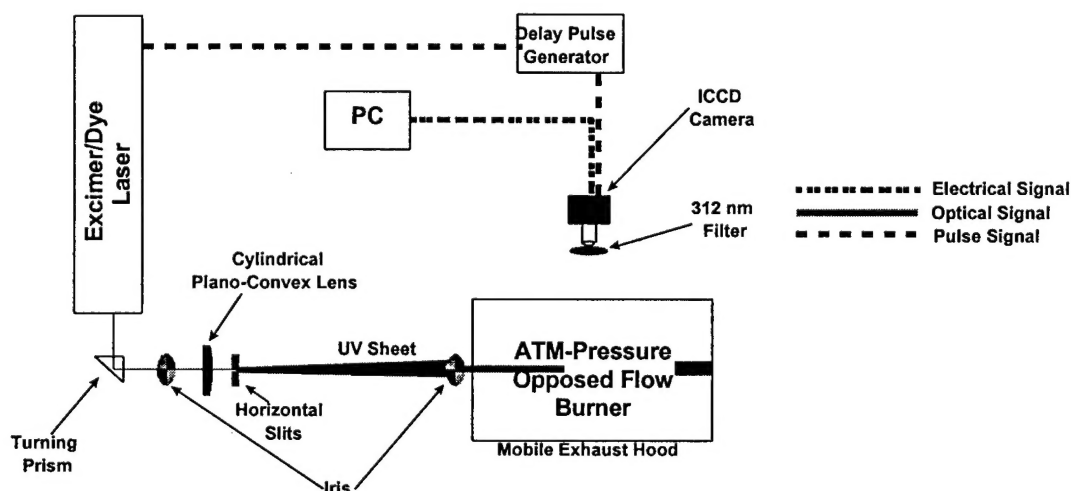 Delay Pulse
Generator
ICCD
Camera
PC
Excimer/Dye
Laser
312 nm
Filter
Electrical Signal
Optical Signal
Pulse Signal
Cylindrical
Plano-Convex Lens
UV Sheet
ATM-Pressure
Opposed Flow
Burner
Horizontal
Slits
Turning
Prism
Mobile Exhaust Hood
Iris